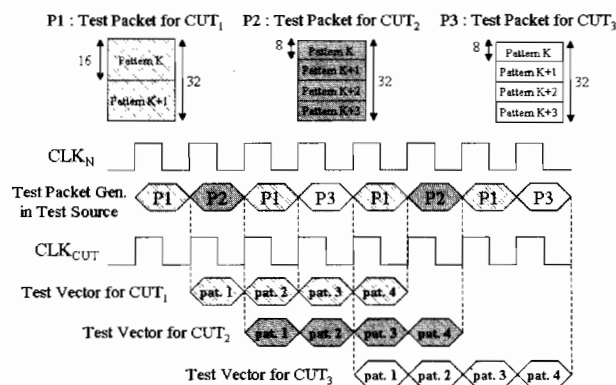 P1 : Test Packet for CUT1 P2 : Test Packet for CUT2 P3 : Test Packet for CUT3
16 Pattern K Pattern K+1 32
8 Pattern K Pattern K+1 Pattern K+2 Pattern K+3 32
8 Pattern K Pattern K+1 Pattern K+2 Pattern K+3 32
CLKN
Test Packet Gen. in Test Source P1 P2 P1 P3 P1 P2 P1 P3
CLKCUT
Test Vector for CUT1 pat. 1 pat. 2 pat. 3 pat. 4
Test Vector for CUT2 pat. 1 pat. 2 pat. 3 pat. 4
Test Vector for CUT3 pat. 1 pat. 2 pat. 3 pat. 4